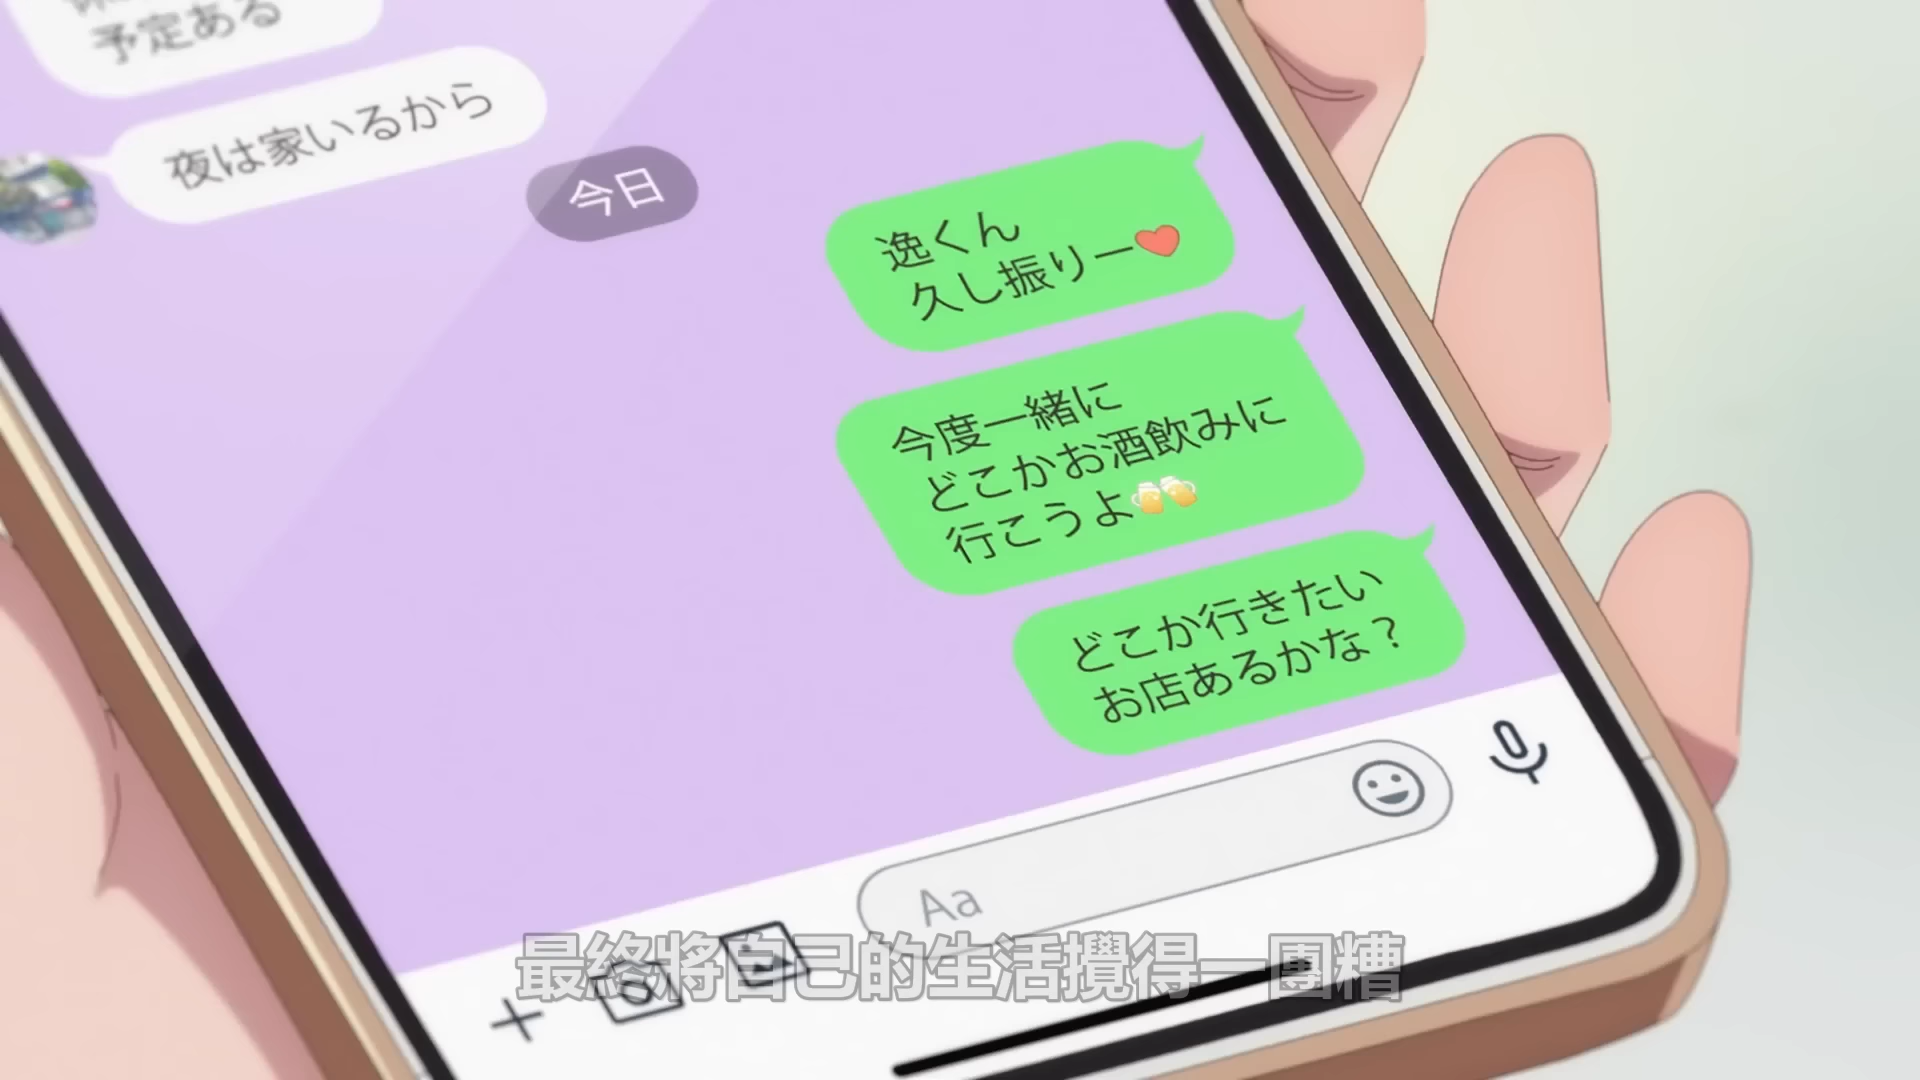 予定ある
夜は家いるから
今日
逸くん
久し振りー
今度一緒に
どこかお酒飲みに
行こうよ
どこか行きたい
お店あるかな？
Aa
最終將自己的生活攪得一團糟